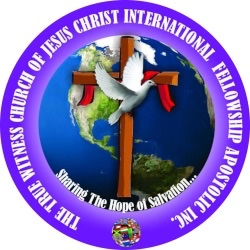 THE TRUE WITNESS CHURCH OF JESUS CHRIST INTERNATIONAL FELLOWSHIP APOSTOLIC INC.
Sharing The Hope of Salvation...